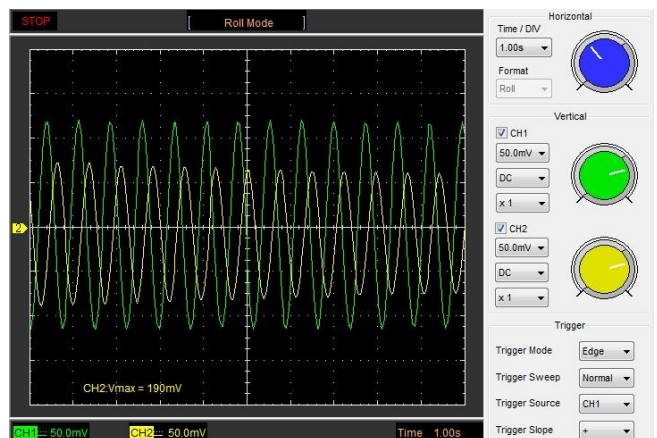 STOP
[ Roll Mode ]
2
CH2:Vmax = 190mV
CH1 50.0mV CH2 50.0mV Time 1.00s
Horizontal
Time / DIV
1.00s
Format
Roll
Vertical
CH1
50.0mV
DC
x 1
CH2
50.0mV
DC
x 1
Trigger
Trigger Mode Edge
Trigger Sweep Normal
Trigger Source CH1
Trigger Slope +